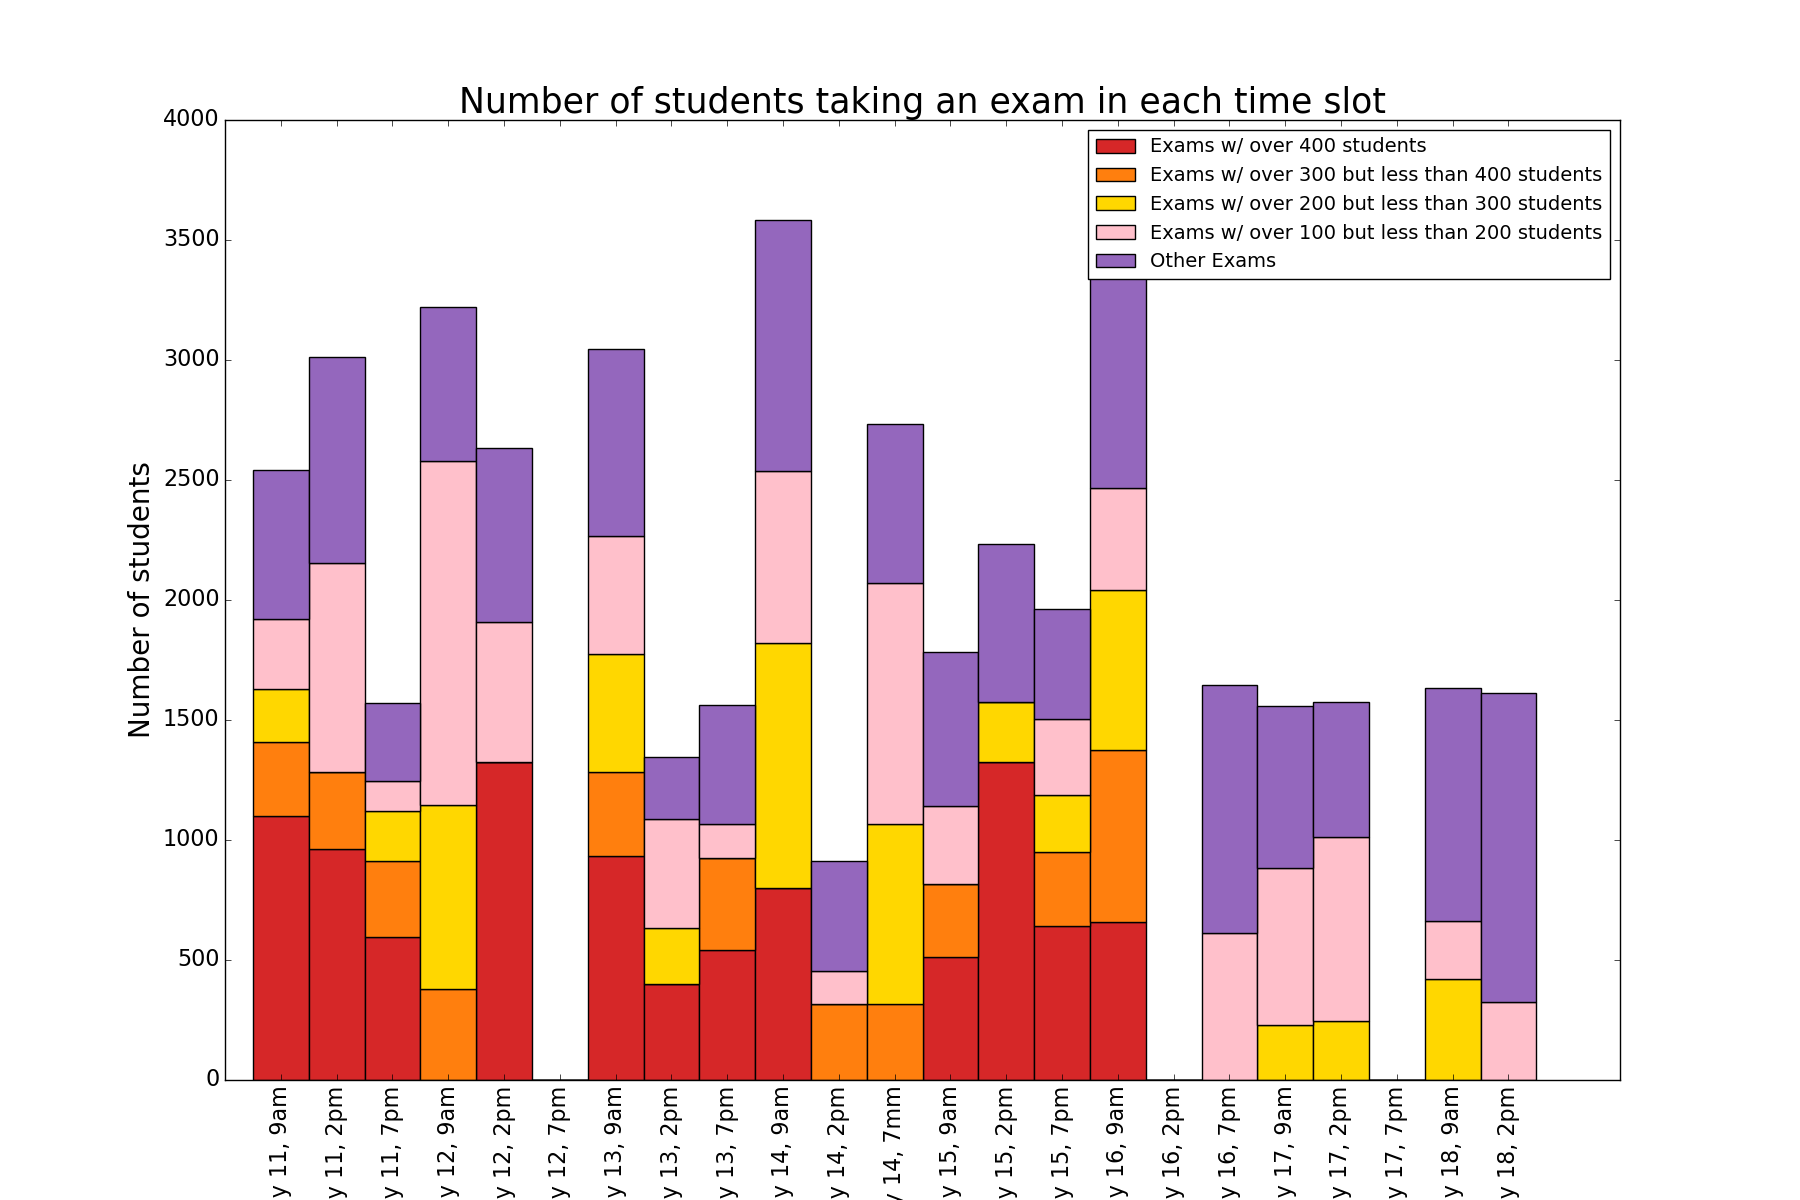 Number of students taking an exam in each time slot
4000
3500
3000
2500
2000
1500
1000
500
0
Number of students
Exams w/ over 400 students
Exams w/ over 300 but less than 400 students
Exams w/ over 200 but less than 300 students
Exams w/ over 100 but less than 200 students
Other Exams
y 11, 9am
y 11, 2pm
y 11, 7pm
y 12, 9am
y 12, 2pm
y 12, 7pm
y 13, 9am
y 13, 2pm
y 13, 7pm
y 14, 9am
y 14, 2pm
y 14, 7mm
y 15, 9am
y 15, 2pm
y 15, 7pm
y 16, 9am
y 16, 2pm
y 16, 7pm
y 17, 9am
y 17, 2pm
y 17, 7pm
y 18, 9am
y 18, 2pm